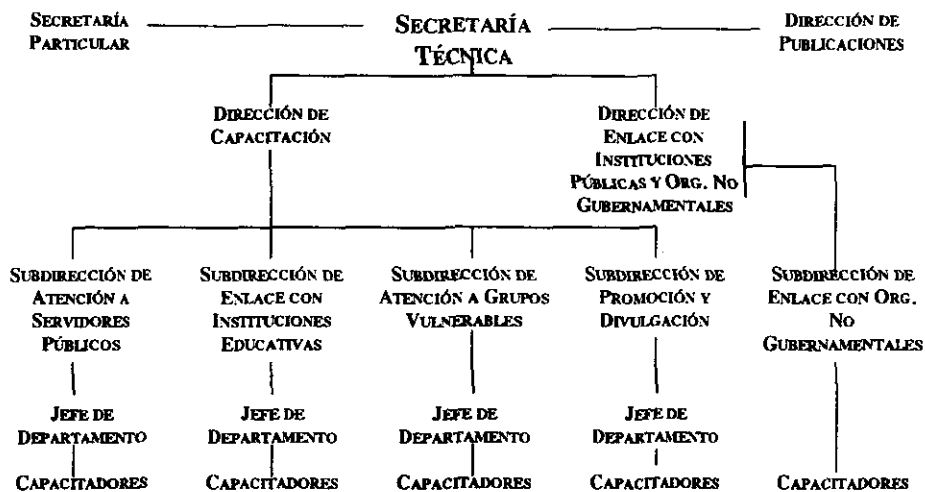 SECRETARÍA
PARTICULAR
SECRETARÍA
TÉCNICA
DIRECCIÓN DE
PUBLICACIONES
DIRECCIÓN DE
CAPACITACIÓN
DIRECCIÓN DE
ENLACE CON
INSTITUCIONES
PÚBLICAS Y ORG. NO
GUBERNAMENTALES
SUBDIRECCIÓN DE
ATENCIÓN A
SERVIDORES
PÚBLICOS
SUBDIRECCIÓN DE
ENLACE CON
INSTITUCIONES
EDUCATIVAS
SUBDIRECCIÓN DE
ATENCIÓN A GRUPOS
VULNERABLES
SUBDIRECCIÓN DE
PROMOCIÓN Y
DIVULGACIÓN
SUBDIRECCIÓN DE
ENLACE CON ORG.
NO
GUBERNAMENTALES
JEFE DE
DEPARTAMENTO
JEFE DE
DEPARTAMENTO
JEFE DE
DEPARTAMENTO
JEFE DE
DEPARTAMENTO
CAPACITADORES
CAPACITADORES
CAPACITADORES
CAPACITADORES
CAPACITADORES